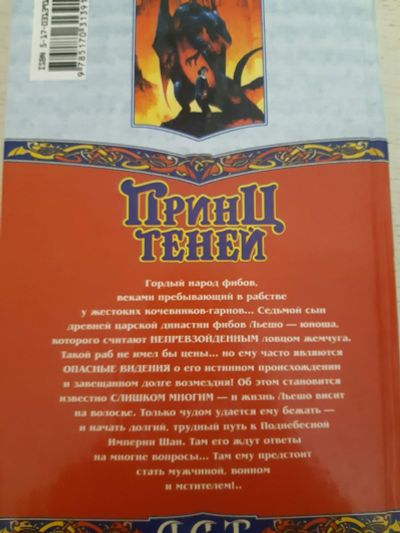 ПРИНЦ
ТЕНЕЙ
Гордый народ фибов,
веками пребывающий в рабстве
у жестоких кочевников-гарнов... Седьмой сын
древней царской династии фибов Льешо — юноша,
которого считают НЕПРЕВЗОЙДЕННЫМ ловцом жемчуга.
Такой раб не имел бы цены... но ему часто являются
ОПАСНЫЕ ВИДЕНИЯ о его истинном происхождении
и завещанном долге возмездия! Об этом становится
известно СЛИШКОМ МНОГИМ — и жизнь Льешо висит
на волоске. Только чудом удается ему бежать —
и начать долгий, трудный путь к Поднебесной
Империи Шан. Там его ждут ответы
на многие вопросы... Там ему предстоит
стать мужчиной, воином
и мстителем!..